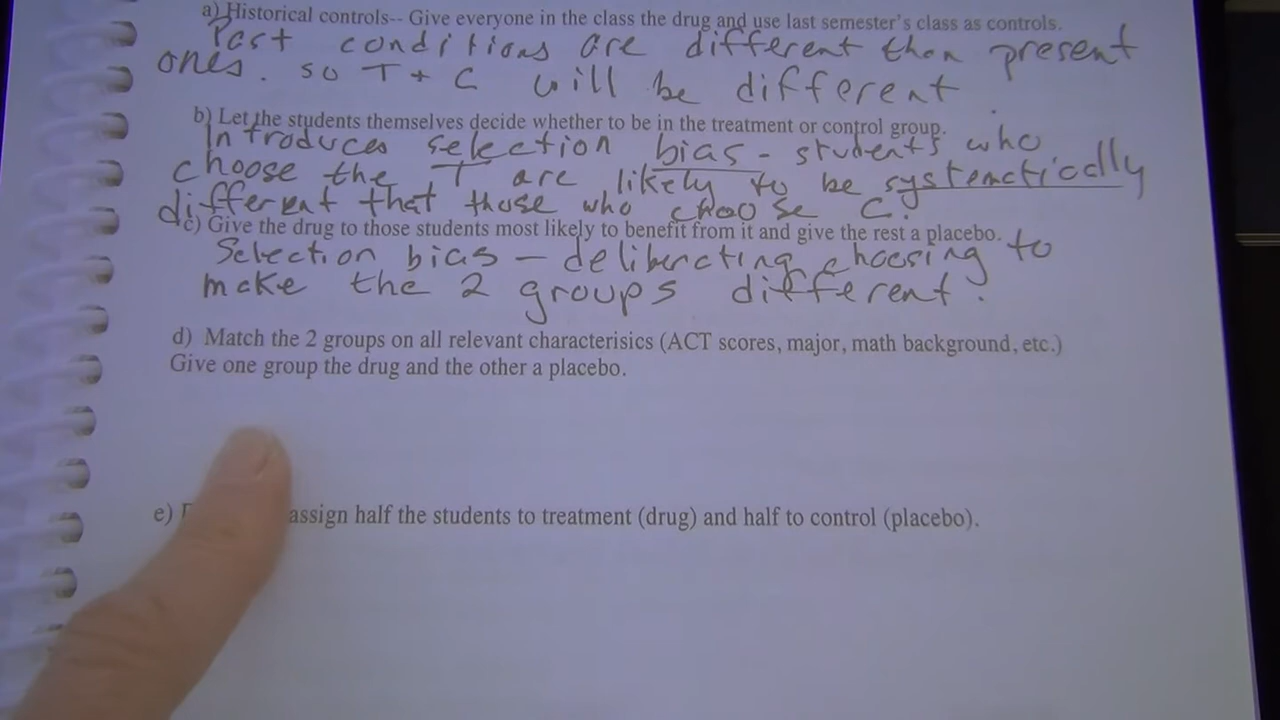 a) Historical controls-- Give everyone in the class the drug and use last semester's class as controls.
Past conditions are different than present
ones. so T + C will be different
b) Let the students themselves decide whether to be in the treatment or control group.
Introduces selection bias - students who
choose the T are likely to be systematically
different that those who choose C.
c) Give the drug to those students most likely to benefit from it and give the rest a placebo.
Selection bias - deliberating choosing to
make the 2 groups different.
d) Match the 2 groups on all relevant characterisics (ACT scores, major, math background, etc.)
Give one group the drug and the other a placebo.
e) assign half the students to treatment (drug) and half to control (placebo).